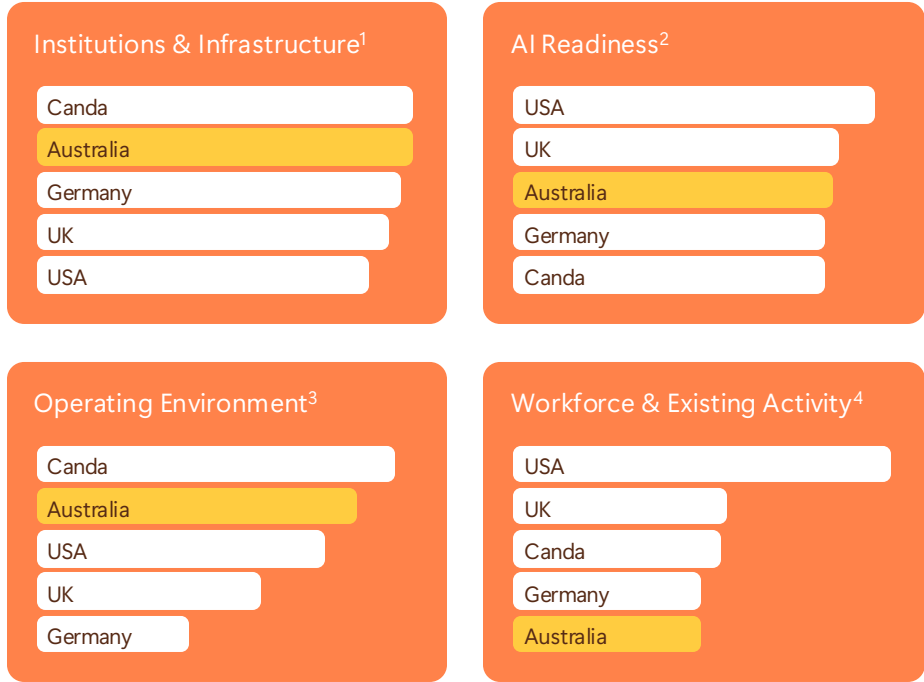 Institutions & Infrastructure¹
Canda
Australia
Germany
UK
USA
AI Readiness²
USA
UK
Australia
Germany
Canda
Operating Environment³
Canda
Australia
USA
UK
Germany
Workforce & Existing Activity⁴
USA
UK
Canda
Germany
Australia